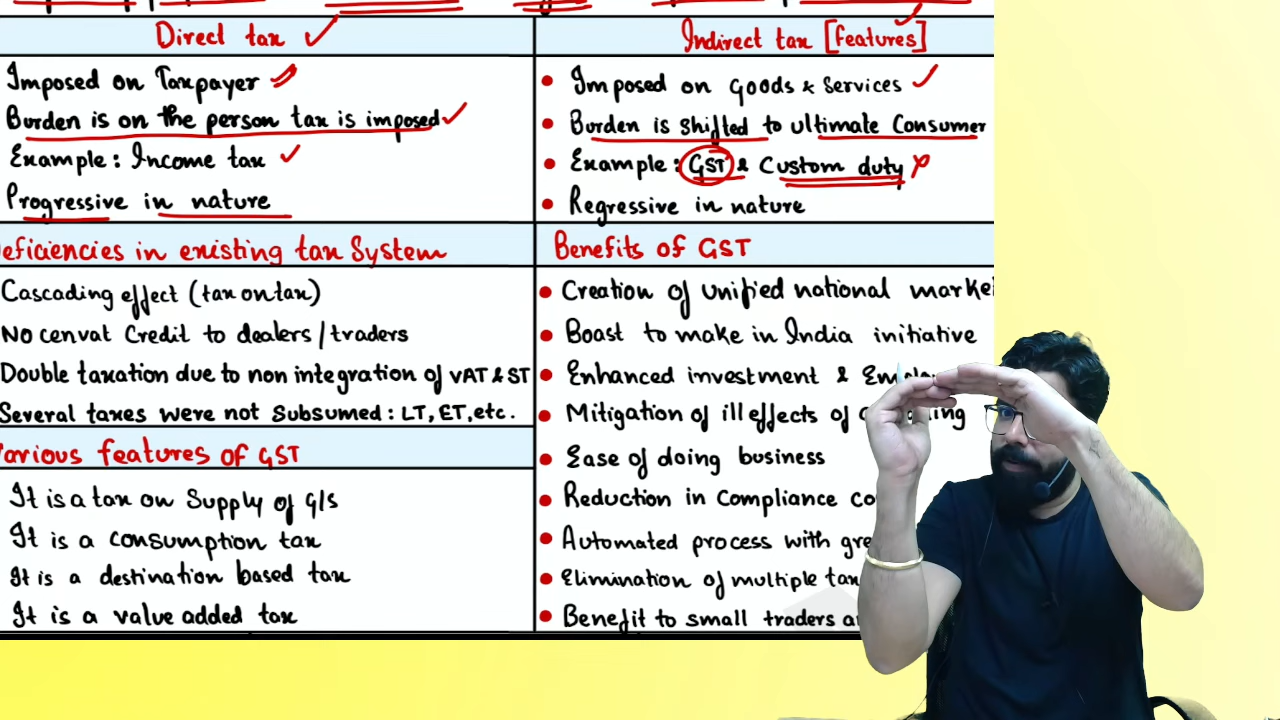 Direct tax
Imposed on Taxpayer
Burden is on the person tax is imposed
Example: Income tax
Progressive in nature
Indirect tax [features]
Imposed on Goods & Services
Burden is shifted to ultimate Consumer
Example: GST & Custom duty
Regressive in nature
eficiencies in existing tax System
Cascading effect (tax on tax)
No cenvat Credit to dealers/traders
Double taxation due to non integration of VAT & ST
Several taxes were not Subsumed: LT, ET, etc.
arious features of GST
It is a tax on Supply of G/s
It is a consumption tax
It is a destination based tax
It is a value added tax
Benefits of GST
Creation of unified national marke
Boast to make in India initiative
Enhanced investment &
Mitigation of ill effects of
Ease of doing business
Reduction in Compliance co
Automated process with gre
Elimination of multiple tax
Benefit to small traders a